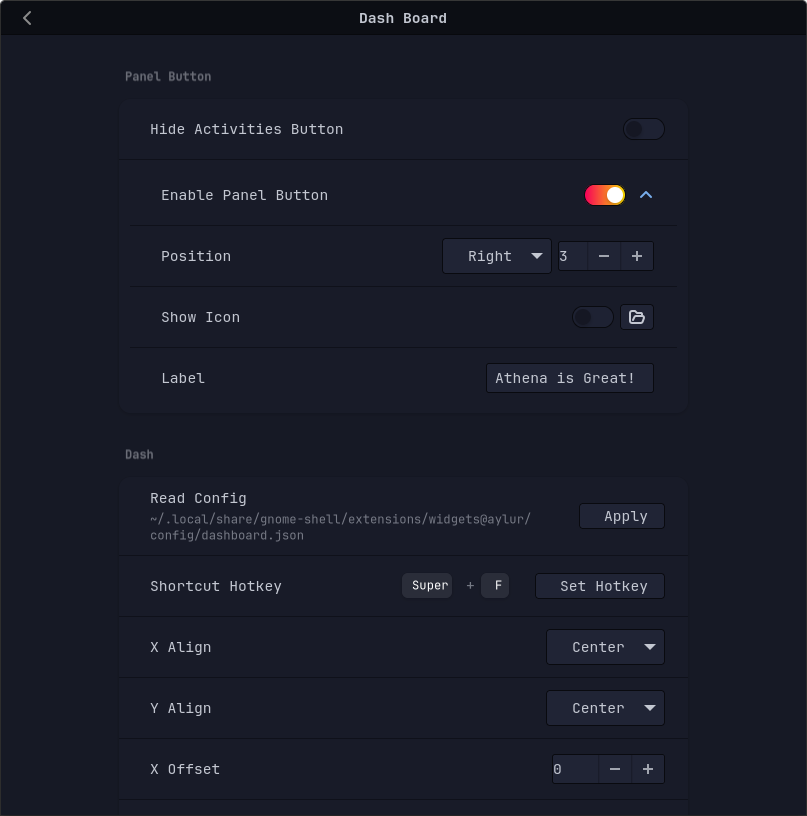 Dash Board
Panel Button
Hide Activities Button
Enable Panel Button
Position Right 3 − +
Show Icon
Label Athena is Great!
Dash
Read Config
~/.local/share/gnome-shell/extensions/widgets@aylur/
config/dashboard.json
Apply
Shortcut Hotkey Super + F Set Hotkey
X Align Center
Y Align Center
X Offset 0 − +